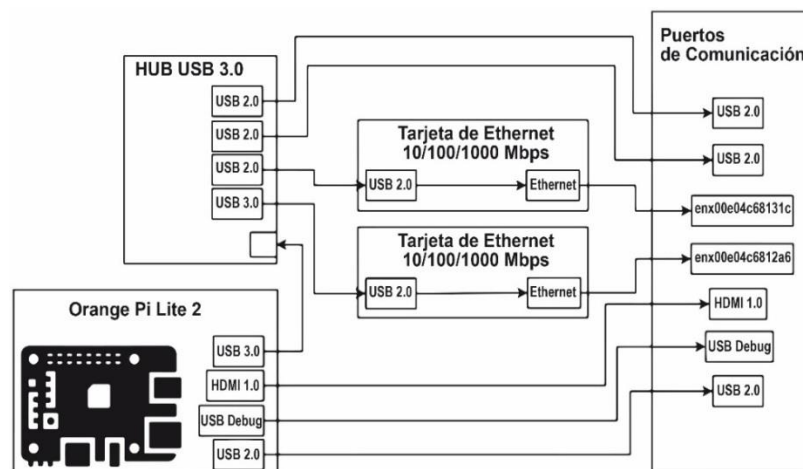 HUB USB 3.0
USB 2.0
USB 2.0
USB 2.0
USB 3.0
Tarjeta de Ethernet
10/100/1000 Mbps
USB 2.0
Ethernet
Tarjeta de Ethernet
10/100/1000 Mbps
USB 2.0
Ethernet
Orange Pi Lite 2
USB 3.0
HDMI 1.0
USB Debug
USB 2.0
Puertos
de Comunicación
USB 2.0
USB 2.0
enx00e04c68131c
enx00e04c6812a6
HDMI 1.0
USB Debug
USB 2.0